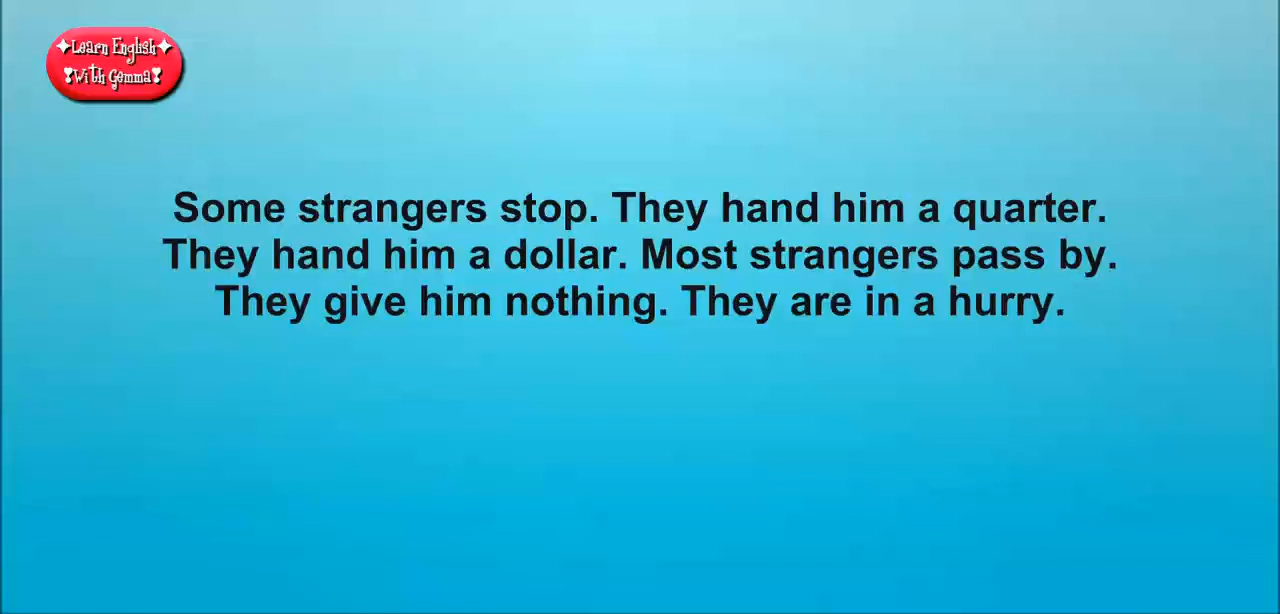 ✦Learn English✦
❣With Gemma❣
Some strangers stop. They hand him a quarter.
They hand him a dollar. Most strangers pass by.
They give him nothing. They are in a hurry.